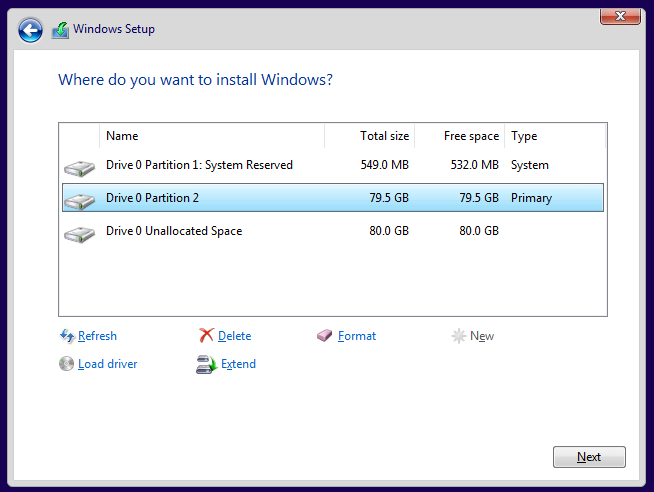 Windows Setup
Where do you want to install Windows?
Name Total size Free space Type
Drive 0 Partition 1: System Reserved 549.0 MB 532.0 MB System
Drive 0 Partition 2 79.5 GB 79.5 GB Primary
Drive 0 Unallocated Space 80.0 GB 80.0 GB
Refresh Delete Format New
Load driver Extend
Next